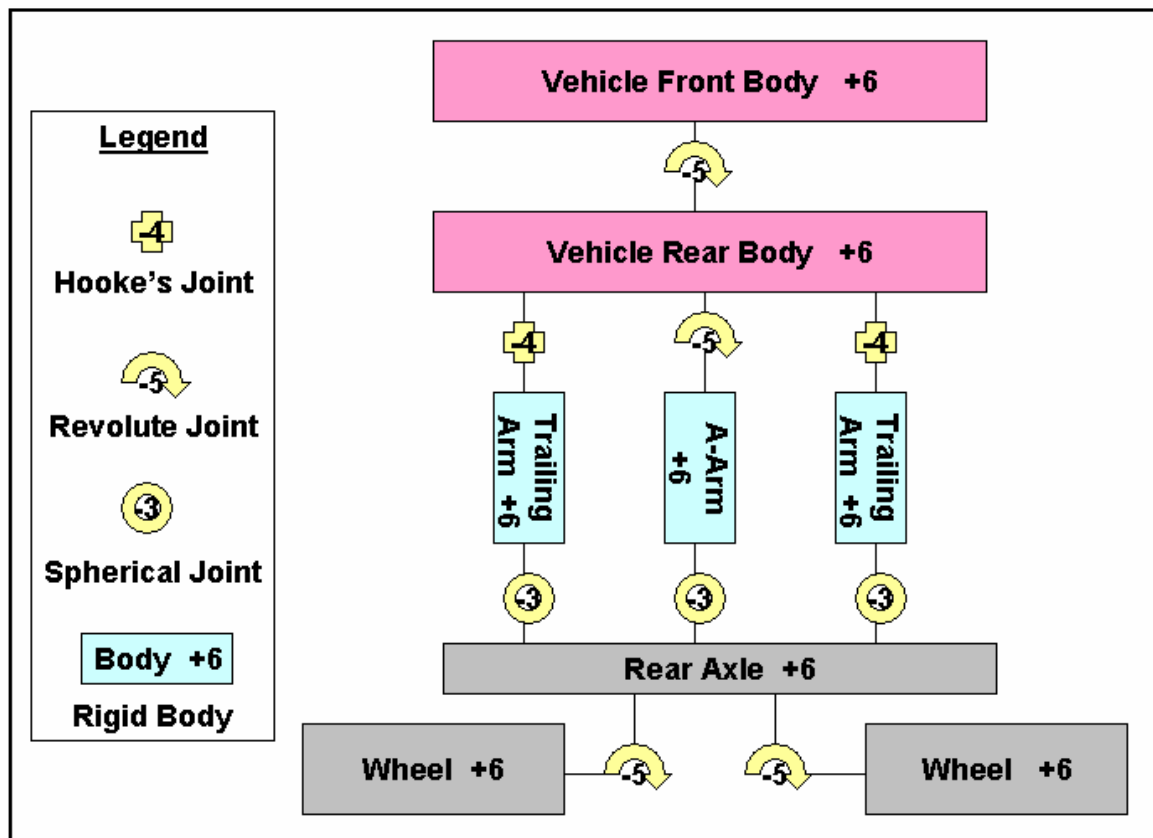 Vehicle Front Body +6
Legend
-5
-4
Hooke's Joint
Vehicle Rear Body +6
-4
-5
-4
-5
Revolute Joint
Trailing
Arm +6
A-Arm
+6
Trailing
Arm +6
-3
Spherical Joint
-3
-3
-3
Body +6
Rigid Body
Rear Axle +6
Wheel +6
-5
-5
Wheel +6